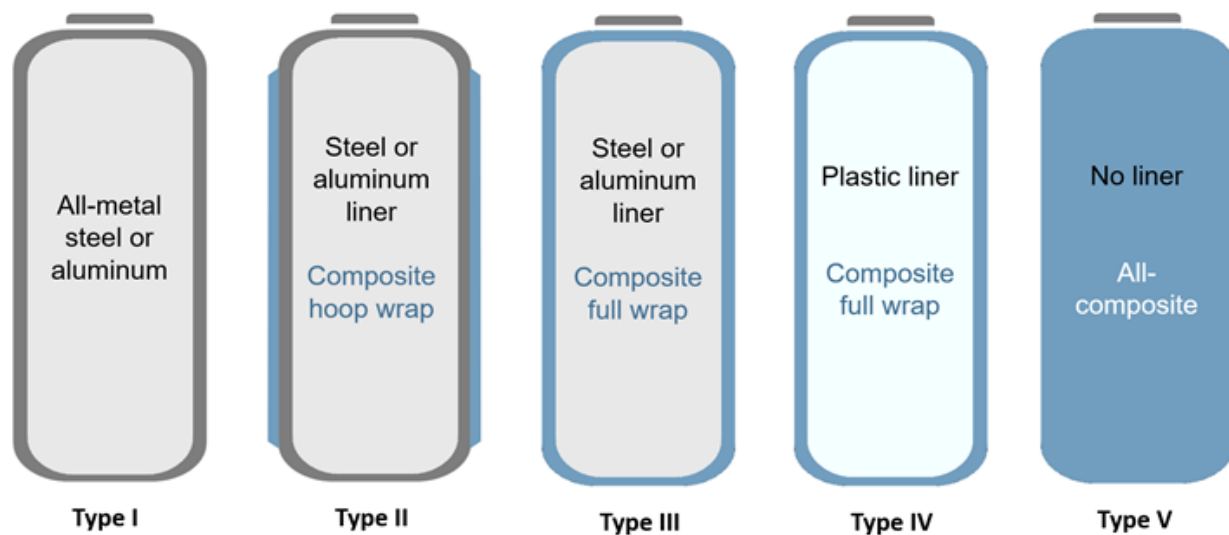 All-metal
steel or
aluminum
Steel or
aluminum
liner
Composite
hoop wrap
Steel or
aluminum
liner
Composite
full wrap
Plastic liner
Composite
full wrap
No liner
All-
composite
Type I
Type II
Type III
Type IV
Type V